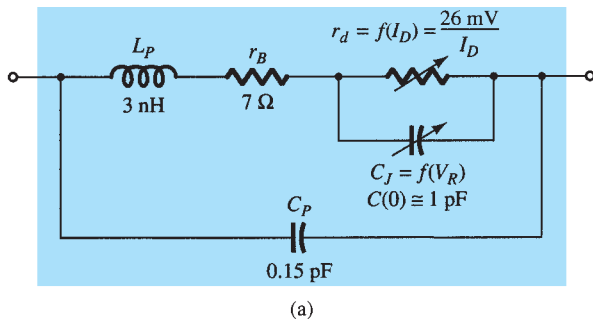 L_P
3 nH
r_B
7 Ω
r_d = f(I_D) = 26 mV / I_D
C_J = f(V_R)
C(0) ≅ 1 pF
C_P
0.15 pF
(a)